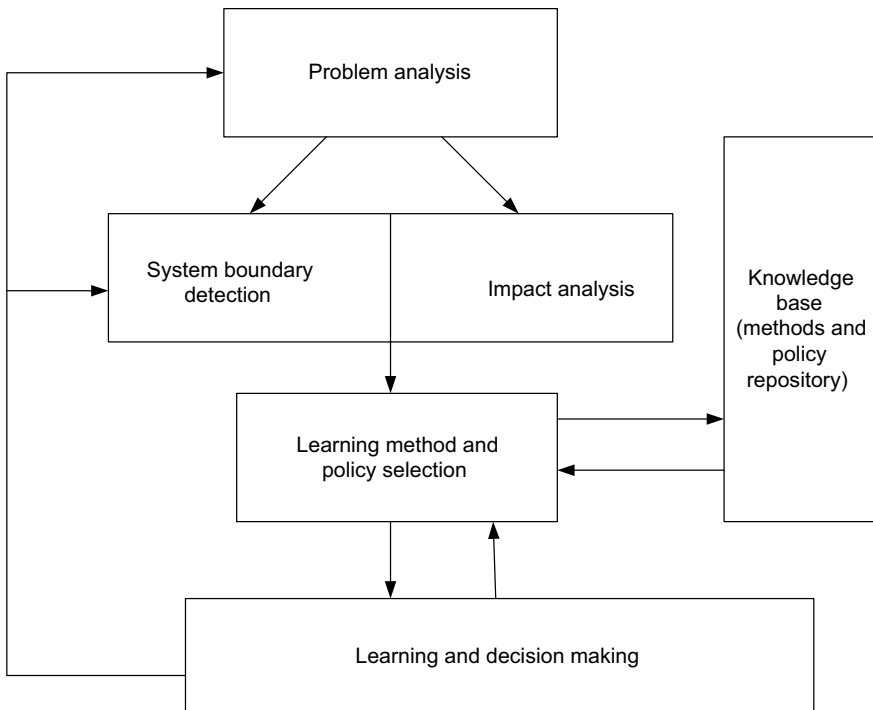 Problem analysis
System boundary
detection
Impact analysis
Knowledge
base
(methods and
policy
repository)
Learning method and
policy selection
Learning and decision making